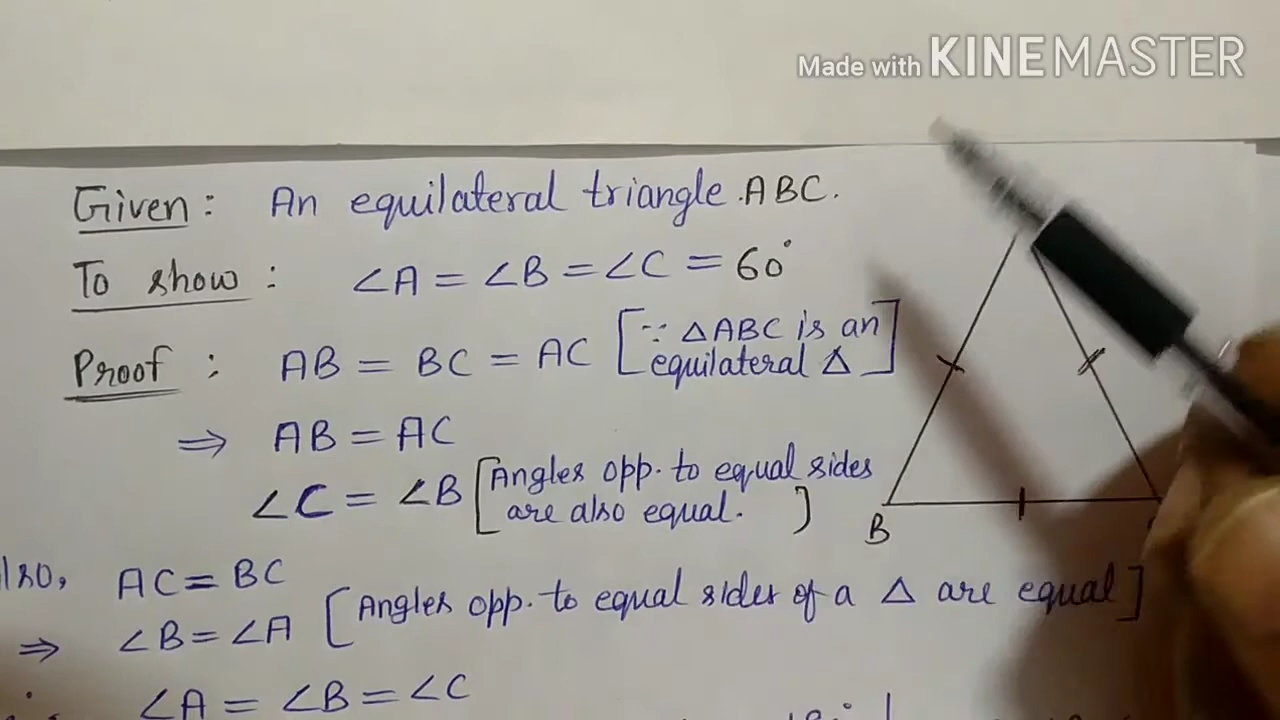 Made with KINEMASTER
Given: An equilateral triangle ABC.
To show: ∠A = ∠B = ∠C = 60°
Proof: AB = BC = AC [∵ △ABC is an
equilateral △]
⇒ AB = AC
∠C = ∠B [Angles opp. to equal sides
are also equal. ]
B
AC = BC
⇒ ∠B = ∠A [Angles opp. to equal sides of a △ are equal]
∠A = ∠B = ∠C